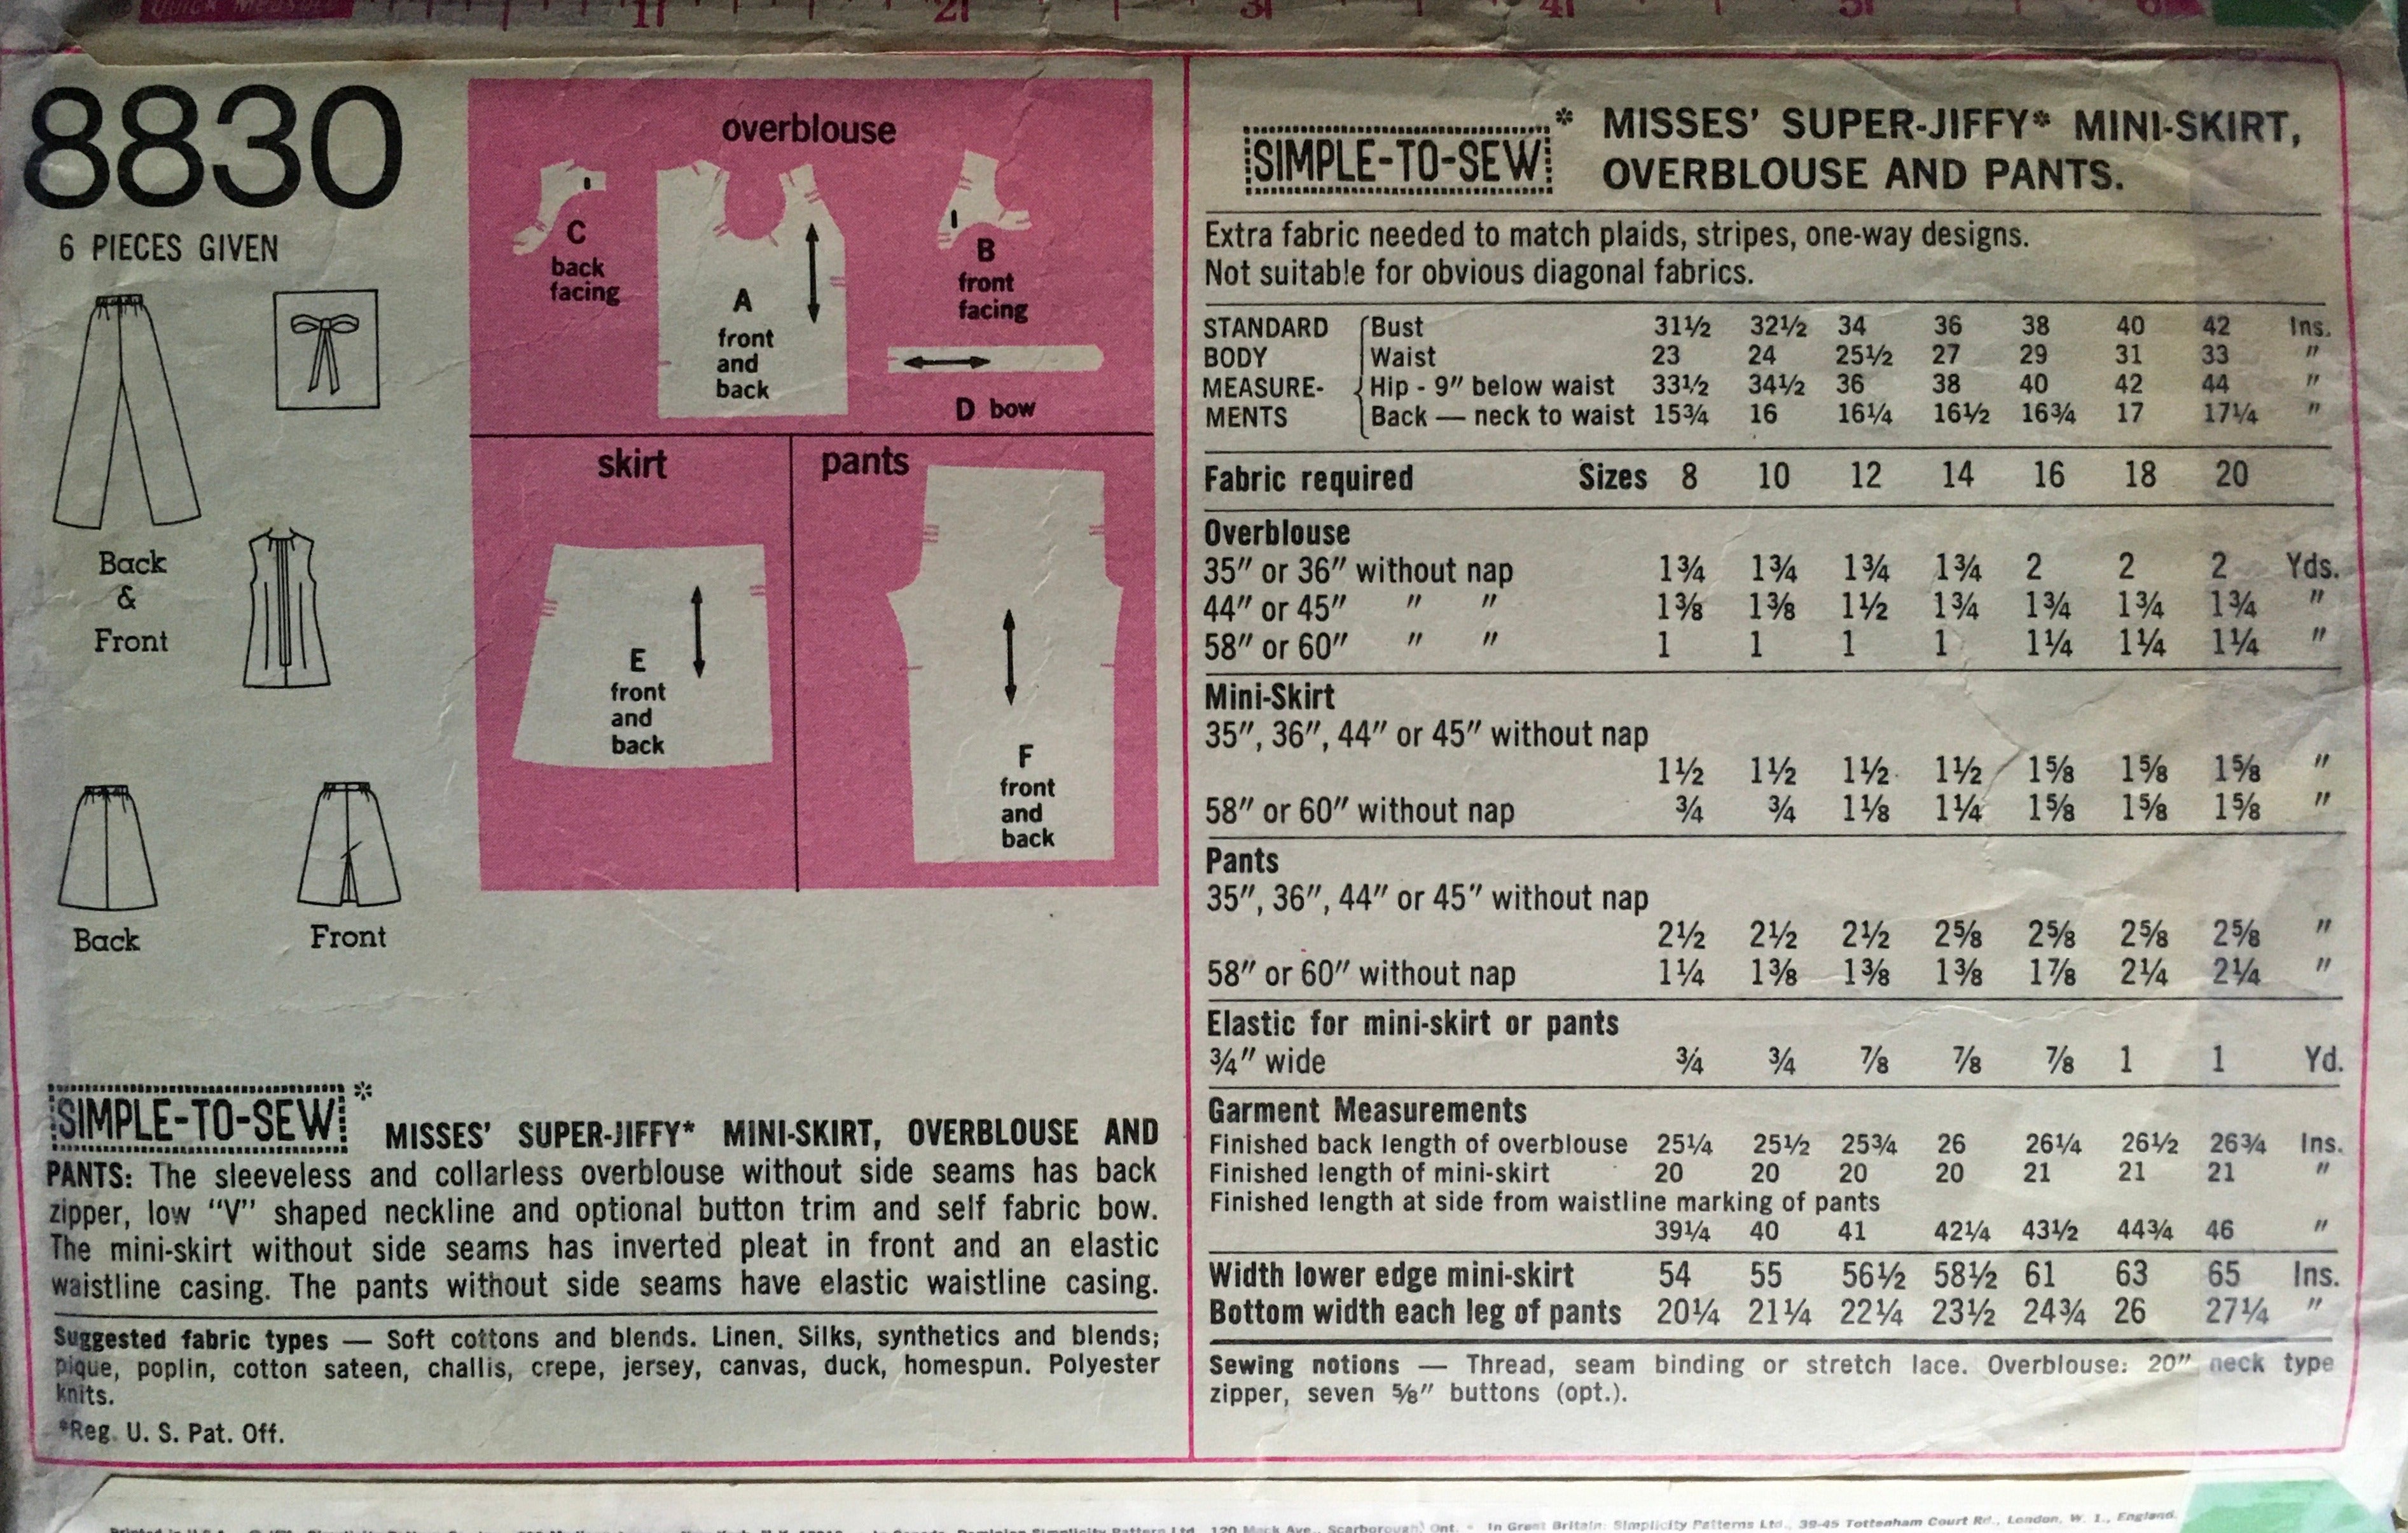 QUICK MEASURE 1 2 3 4 5 6
8830
6 PIECES GIVEN
Back
&
Front
Back
Front
overblouse
C
back
facing
A
front
and
back
B
front
facing
D bow
skirt
E
front
and
back
pants
F
front
and
back
SIMPLE-TO-SEW* MISSES' SUPER-JIFFY* MINI-SKIRT, OVERBLOUSE AND
PANTS: The sleeveless and collarless overblouse without side seams has back
zipper, low "V" shaped neckline and optional button trim and self fabric bow.
The mini-skirt without side seams has inverted pleat in front and an elastic
waistline casing. The pants without side seams have elastic waistline casing.
Suggested fabric types — Soft cottons and blends. Linen. Silks, synthetics and blends;
pique, poplin, cotton sateen, challis, crepe, jersey, canvas, duck, homespun. Polyester
knits.
*Reg. U. S. Pat. Off.
SIMPLE-TO-SEW* MISSES' SUPER-JIFFY* MINI-SKIRT,
OVERBLOUSE AND PANTS.
Extra fabric needed to match plaids, stripes, one-way designs.
Not suitable for obvious diagonal fabrics.
STANDARD Bust 31½ 32½ 34 36 38 40 42 Ins.
BODY Waist 23 24 25½ 27 29 31 33 "
MEASURE- Hip - 9" below waist 33½ 34½ 36 38 40 42 44 "
MENTS Back — neck to waist 15¾ 16 16¼ 16½ 16¾ 17 17¼ "
Fabric required Sizes 8 10 12 14 16 18 20
Overblouse
35" or 36" without nap 1¾ 1¾ 1¾ 1¾ 2 2 2 Yds.
44" or 45" " " 1⅜ 1⅜ 1½ 1¾ 1¾ 1¾ 1¾ "
58" or 60" " " 1 1 1 1 1¼ 1¼ 1¼ "
Mini-Skirt
35", 36", 44" or 45" without nap
1½ 1½ 1½ 1½ 1⅝ 1⅝ 1⅝ "
58" or 60" without nap ¾ ¾ 1⅛ 1¼ 1⅝ 1⅝ 1⅝ "
Pants
35", 36", 44" or 45" without nap
2½ 2½ 2½ 2⅝ 2⅝ 2⅝ 2⅝ "
58" or 60" without nap 1¼ 1⅜ 1⅜ 1⅜ 1⅞ 2¼ 2¼ "
Elastic for mini-skirt or pants
¾" wide ¾ ¾ ⅞ ⅞ ⅞ 1 1 Yd.
Garment Measurements
Finished back length of overblouse 25¼ 25½ 25¾ 26 26¼ 26½ 26¾ Ins.
Finished length of mini-skirt 20 20 20 20 21 21 21 "
Finished length at side from waistline marking of pants
39¼ 40 41 42¼ 43½ 44¾ 46 "
Width lower edge mini-skirt 54 55 56½ 58½ 61 63 65 Ins.
Bottom width each leg of pants 20¼ 21¼ 22¼ 23½ 24¾ 26 27¼ "
Sewing notions — Thread, seam binding or stretch lace. Overblouse: 20" neck type
zipper, seven ⅝" buttons (opt.).
Printed in U.S.A. 120 Mack Ave., Scarborough, Ont. - In Great Britain: Simplicity Patterns Ltd., 39-45 Tottenham Court Rd., London, W. 1., England.